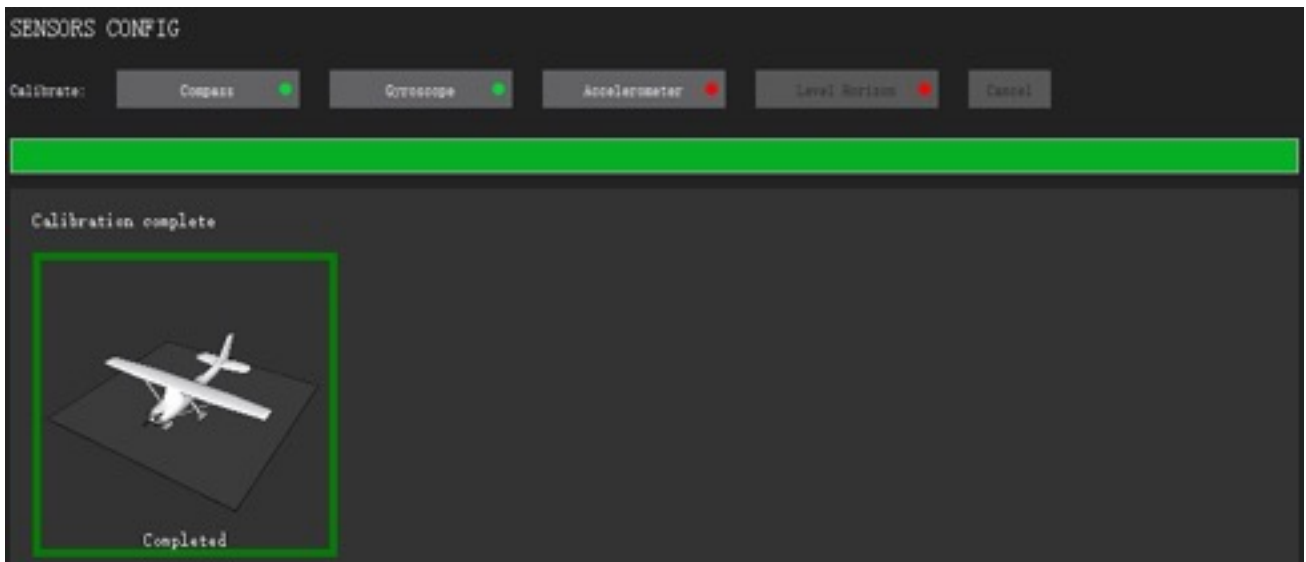 SENSORS CONFIG
Calibrate: Compass Gyroscope Accelerometer Level Horizon Cancel
Calibration complete
Completed